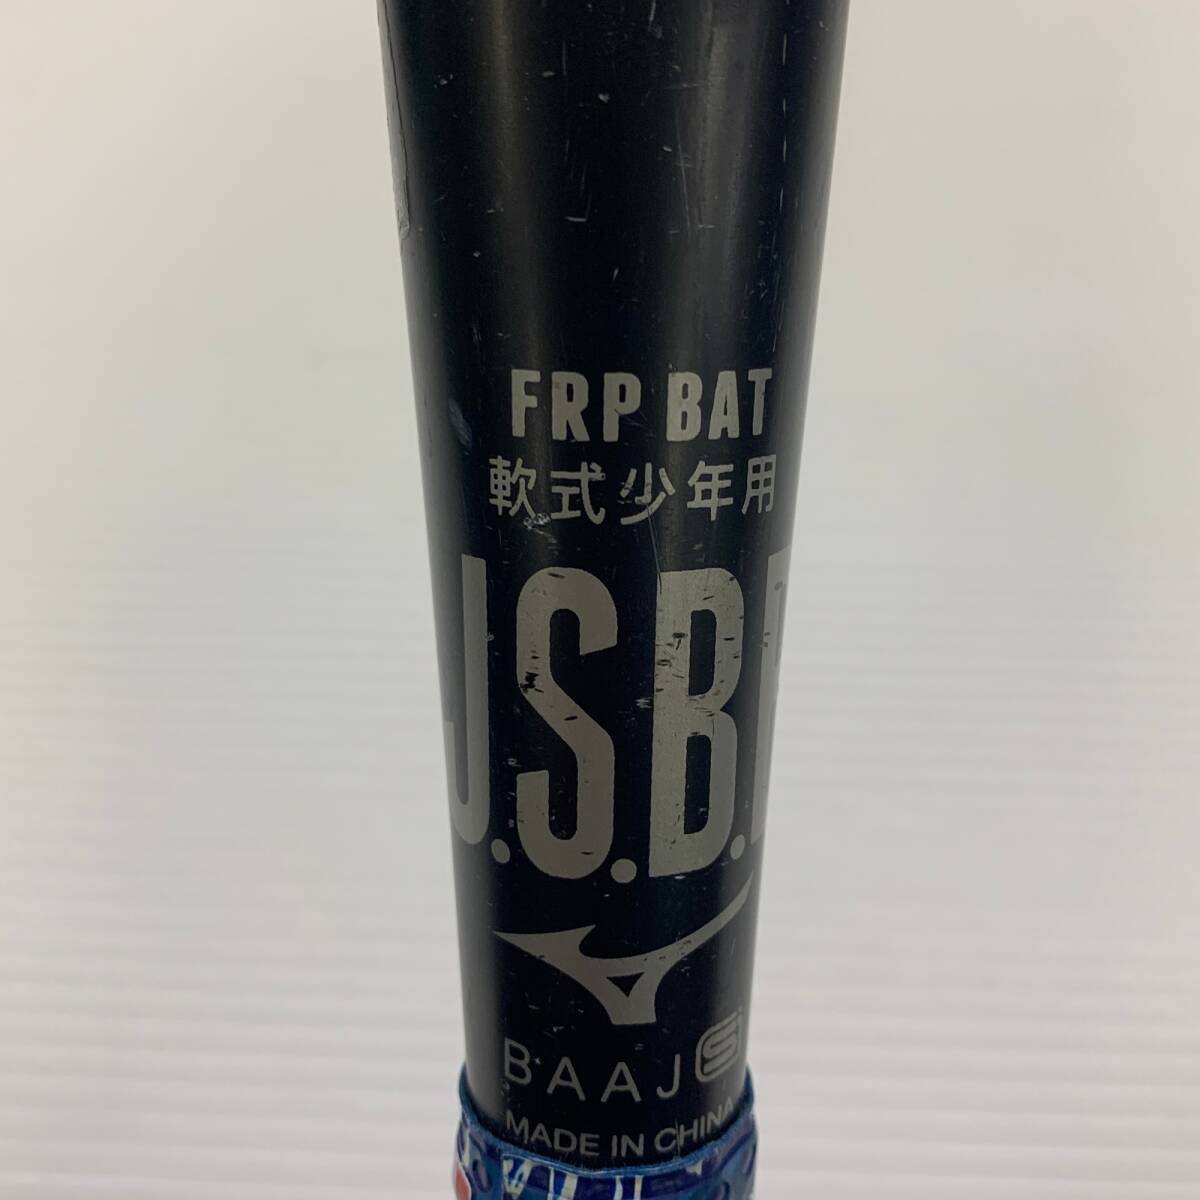 FRP BAT
軟式少年用
J.S.B.B
BAAJ S
MADE IN CHINA